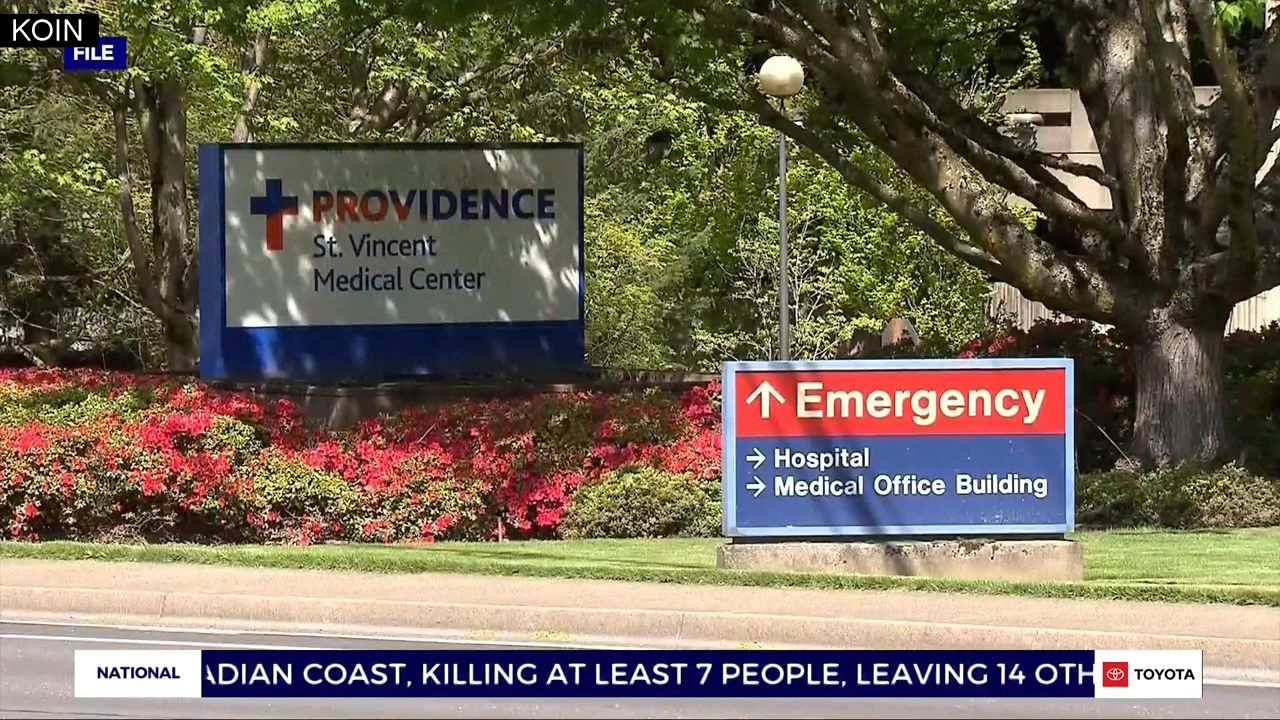 KOIN
FILE
PROVIDENCE
St. Vincent
Medical Center
↑ Emergency
→ Hospital
→ Medical Office Building
NATIONAL
ADIAN COAST, KILLING AT LEAST 7 PEOPLE, LEAVING 14 OTH
TOYOTA